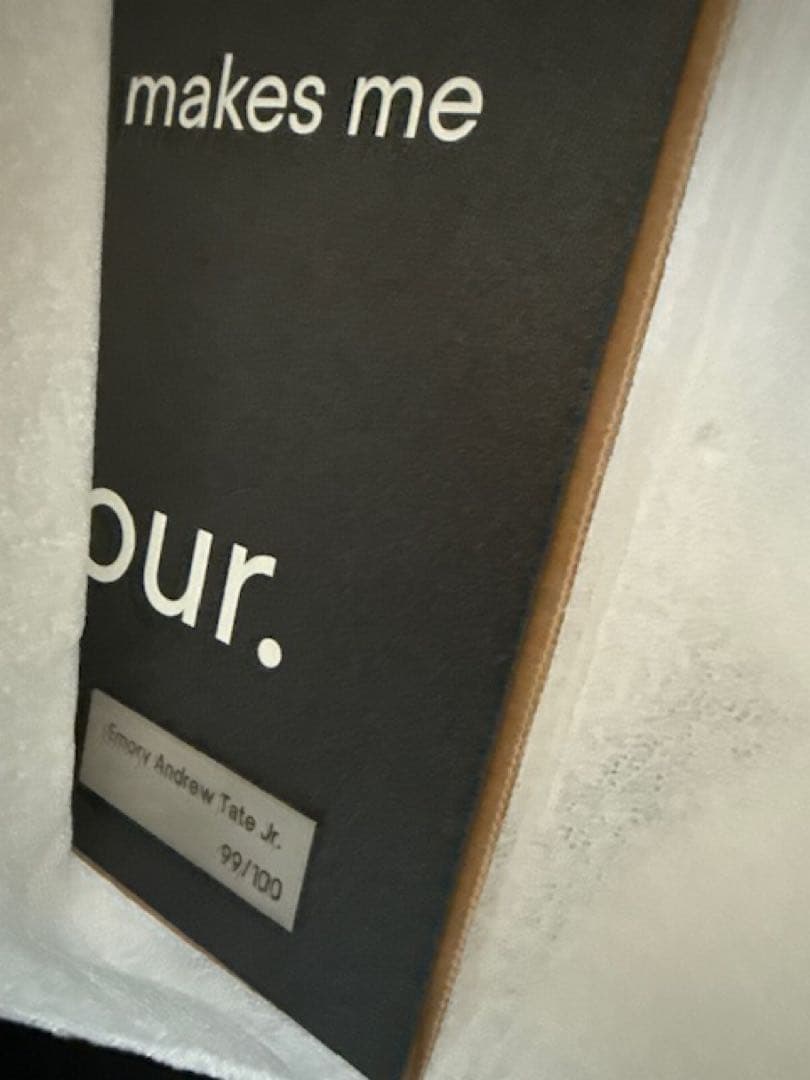 makes me
our.
Emory Andrew Tate Jr.
99/100